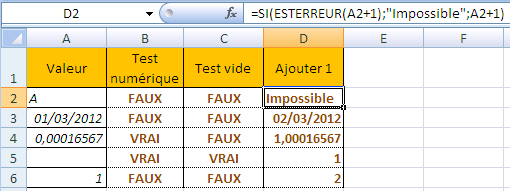 D2 fx =SI(ESTERREUR(A2+1);"Impossible";A2+1)
A B C D E F
1 Valeur Test numérique Test vide Ajouter 1
2 A FAUX FAUX Impossible
3 01/03/2012 FAUX FAUX 02/03/2012
4 0,00016567 VRAI FAUX 1,00016567
5 VRAI VRAI 1
6 1 FAUX FAUX 2